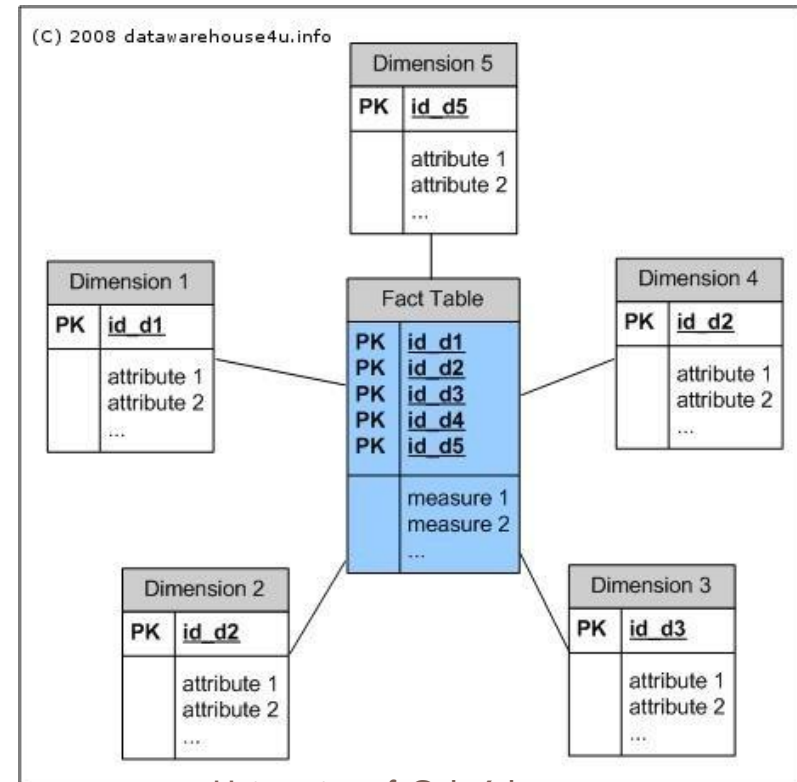 (C) 2008 datawarehouse4u.info
Dimension 5
PK id_d5
attribute 1
attribute 2
...
Dimension 1
PK id_d1
attribute 1
attribute 2
...
Fact Table
PK id_d1
PK id_d2
PK id_d3
PK id_d4
PK id_d5
measure 1
measure 2
...
Dimension 4
PK id_d2
attribute 1
attribute 2
...
Dimension 2
PK id_d2
attribute 1
attribute 2
...
Dimension 3
PK id_d3
attribute 1
attribute 2
...